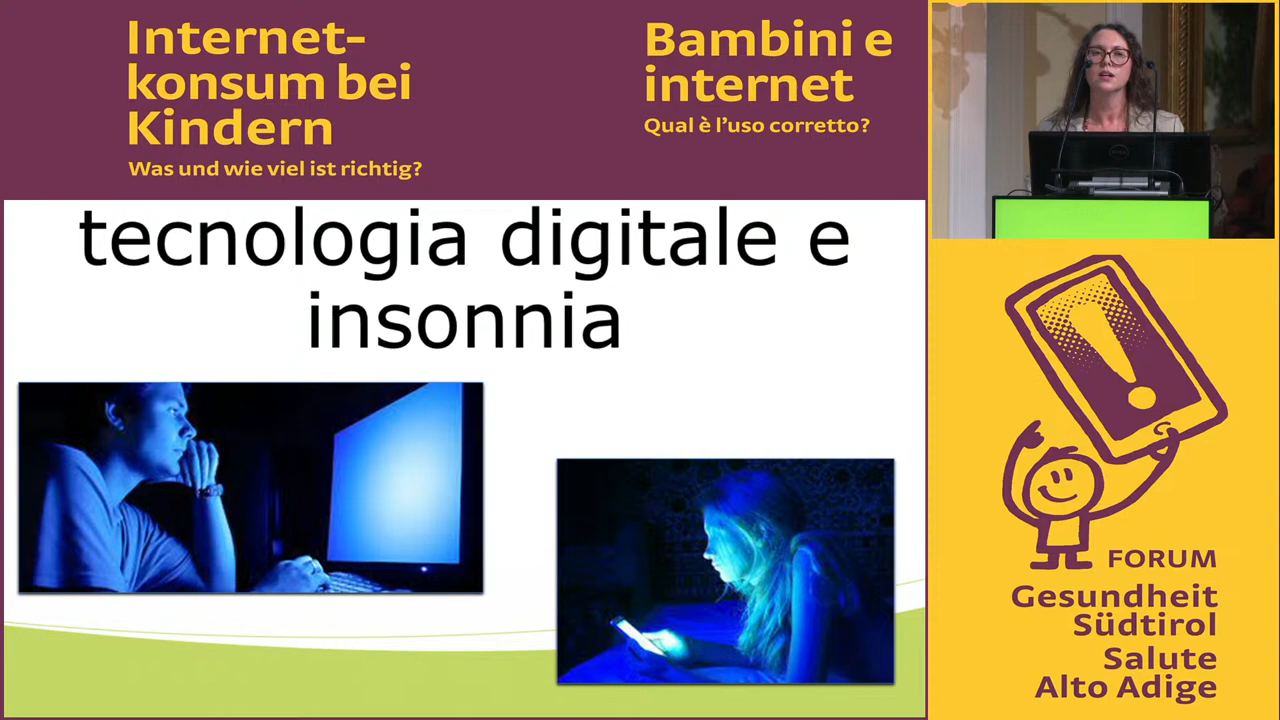 Internet-
konsum bei
Kindern
Was und wie viel ist richtig?
Bambini e
internet
Qual è l'uso corretto?
tecnologia digitale e
insonnia
FORUM
Gesundheit
Südtirol
Salute
Alto Adige